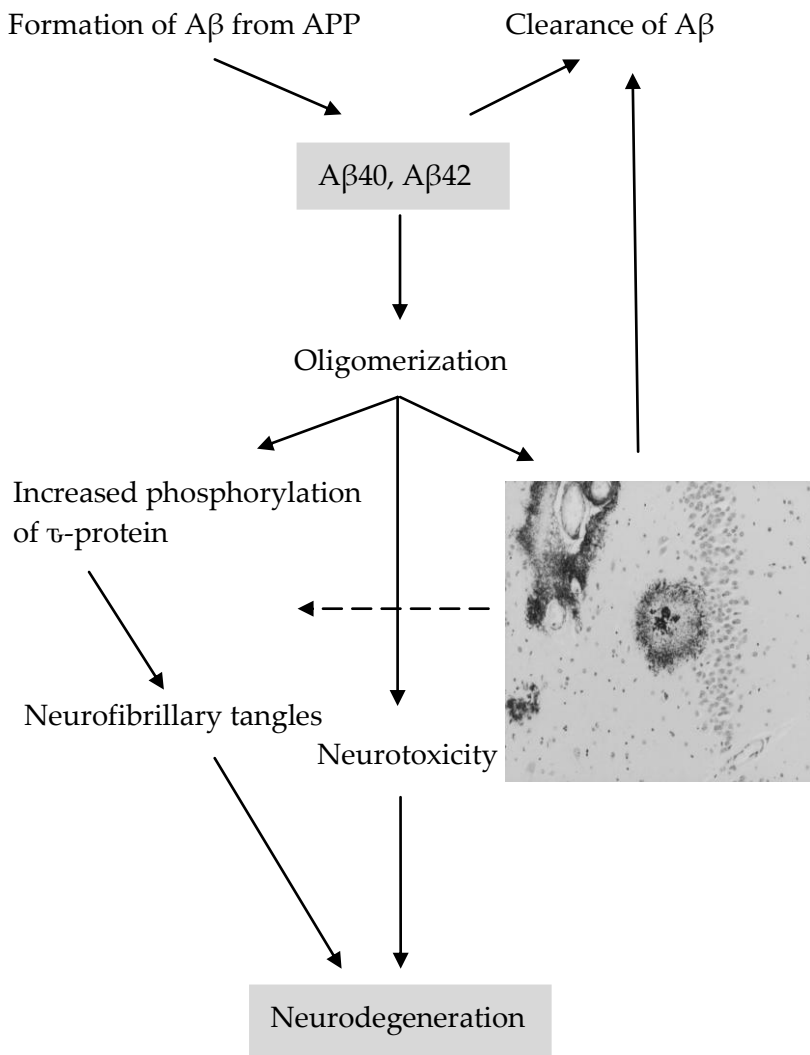 Formation of Aβ from APP
Clearance of Aβ
Aβ40, Aβ42
Oligomerization
Increased phosphorylation
of τ-protein
Neurofibrillary tangles
Neurotoxicity
Neurodegeneration